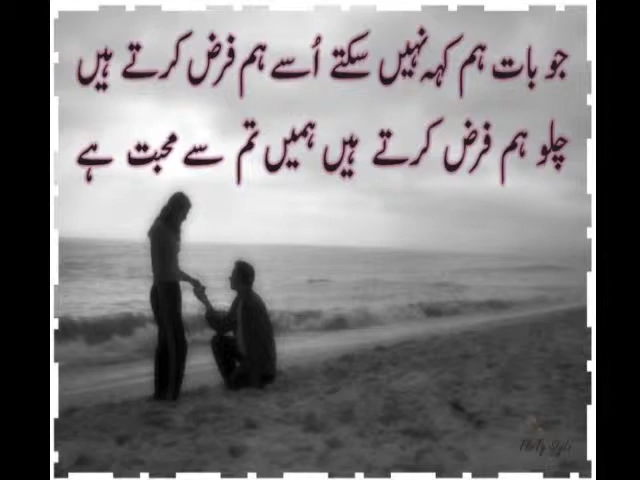 جو بات ہم کہہ نہیں سکتے اُسے ہم فرض کرتے ہیں
چلو ہم فرض کرتے ہیں ہمیں تم سے محبت ہے